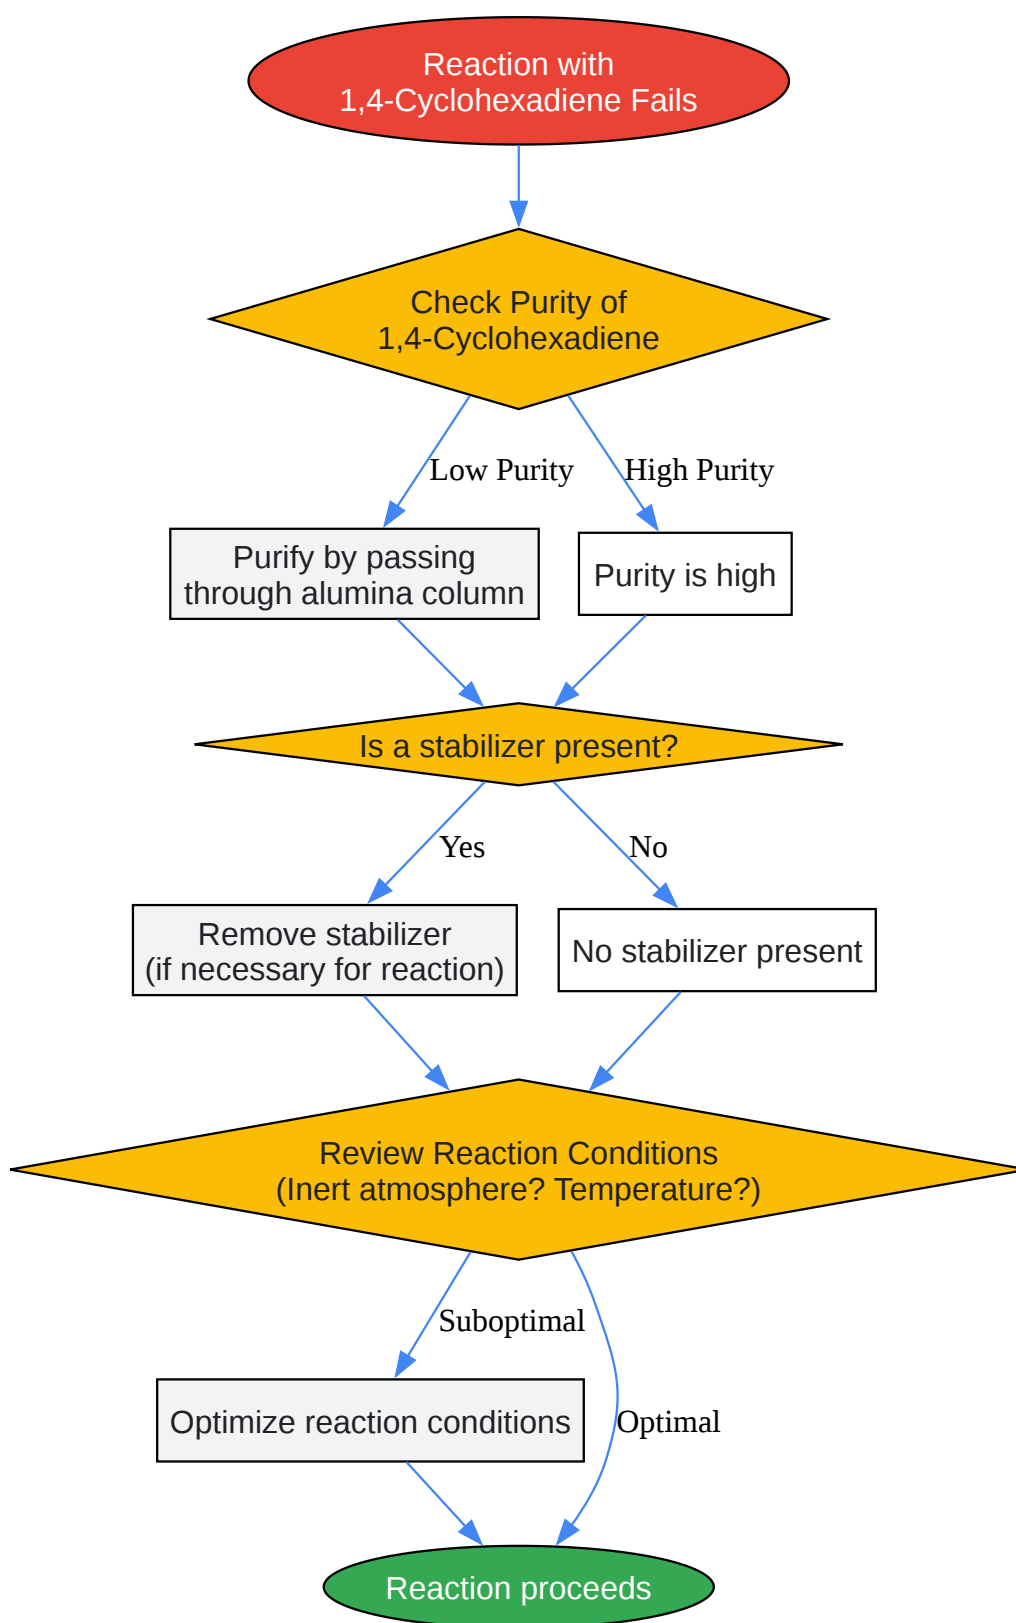 Reaction with
1,4-Cyclohexadiene Fails
Check Purity of
1,4-Cyclohexadiene
Low Purity
High Purity
Purify by passing
through alumina column
Purity is high
Is a stabilizer present?
Yes
No
Remove stabilizer
(if necessary for reaction)
No stabilizer present
Review Reaction Conditions
(Inert atmosphere? Temperature?)
Suboptimal
Optimize reaction conditions
Optimal
Reaction proceeds